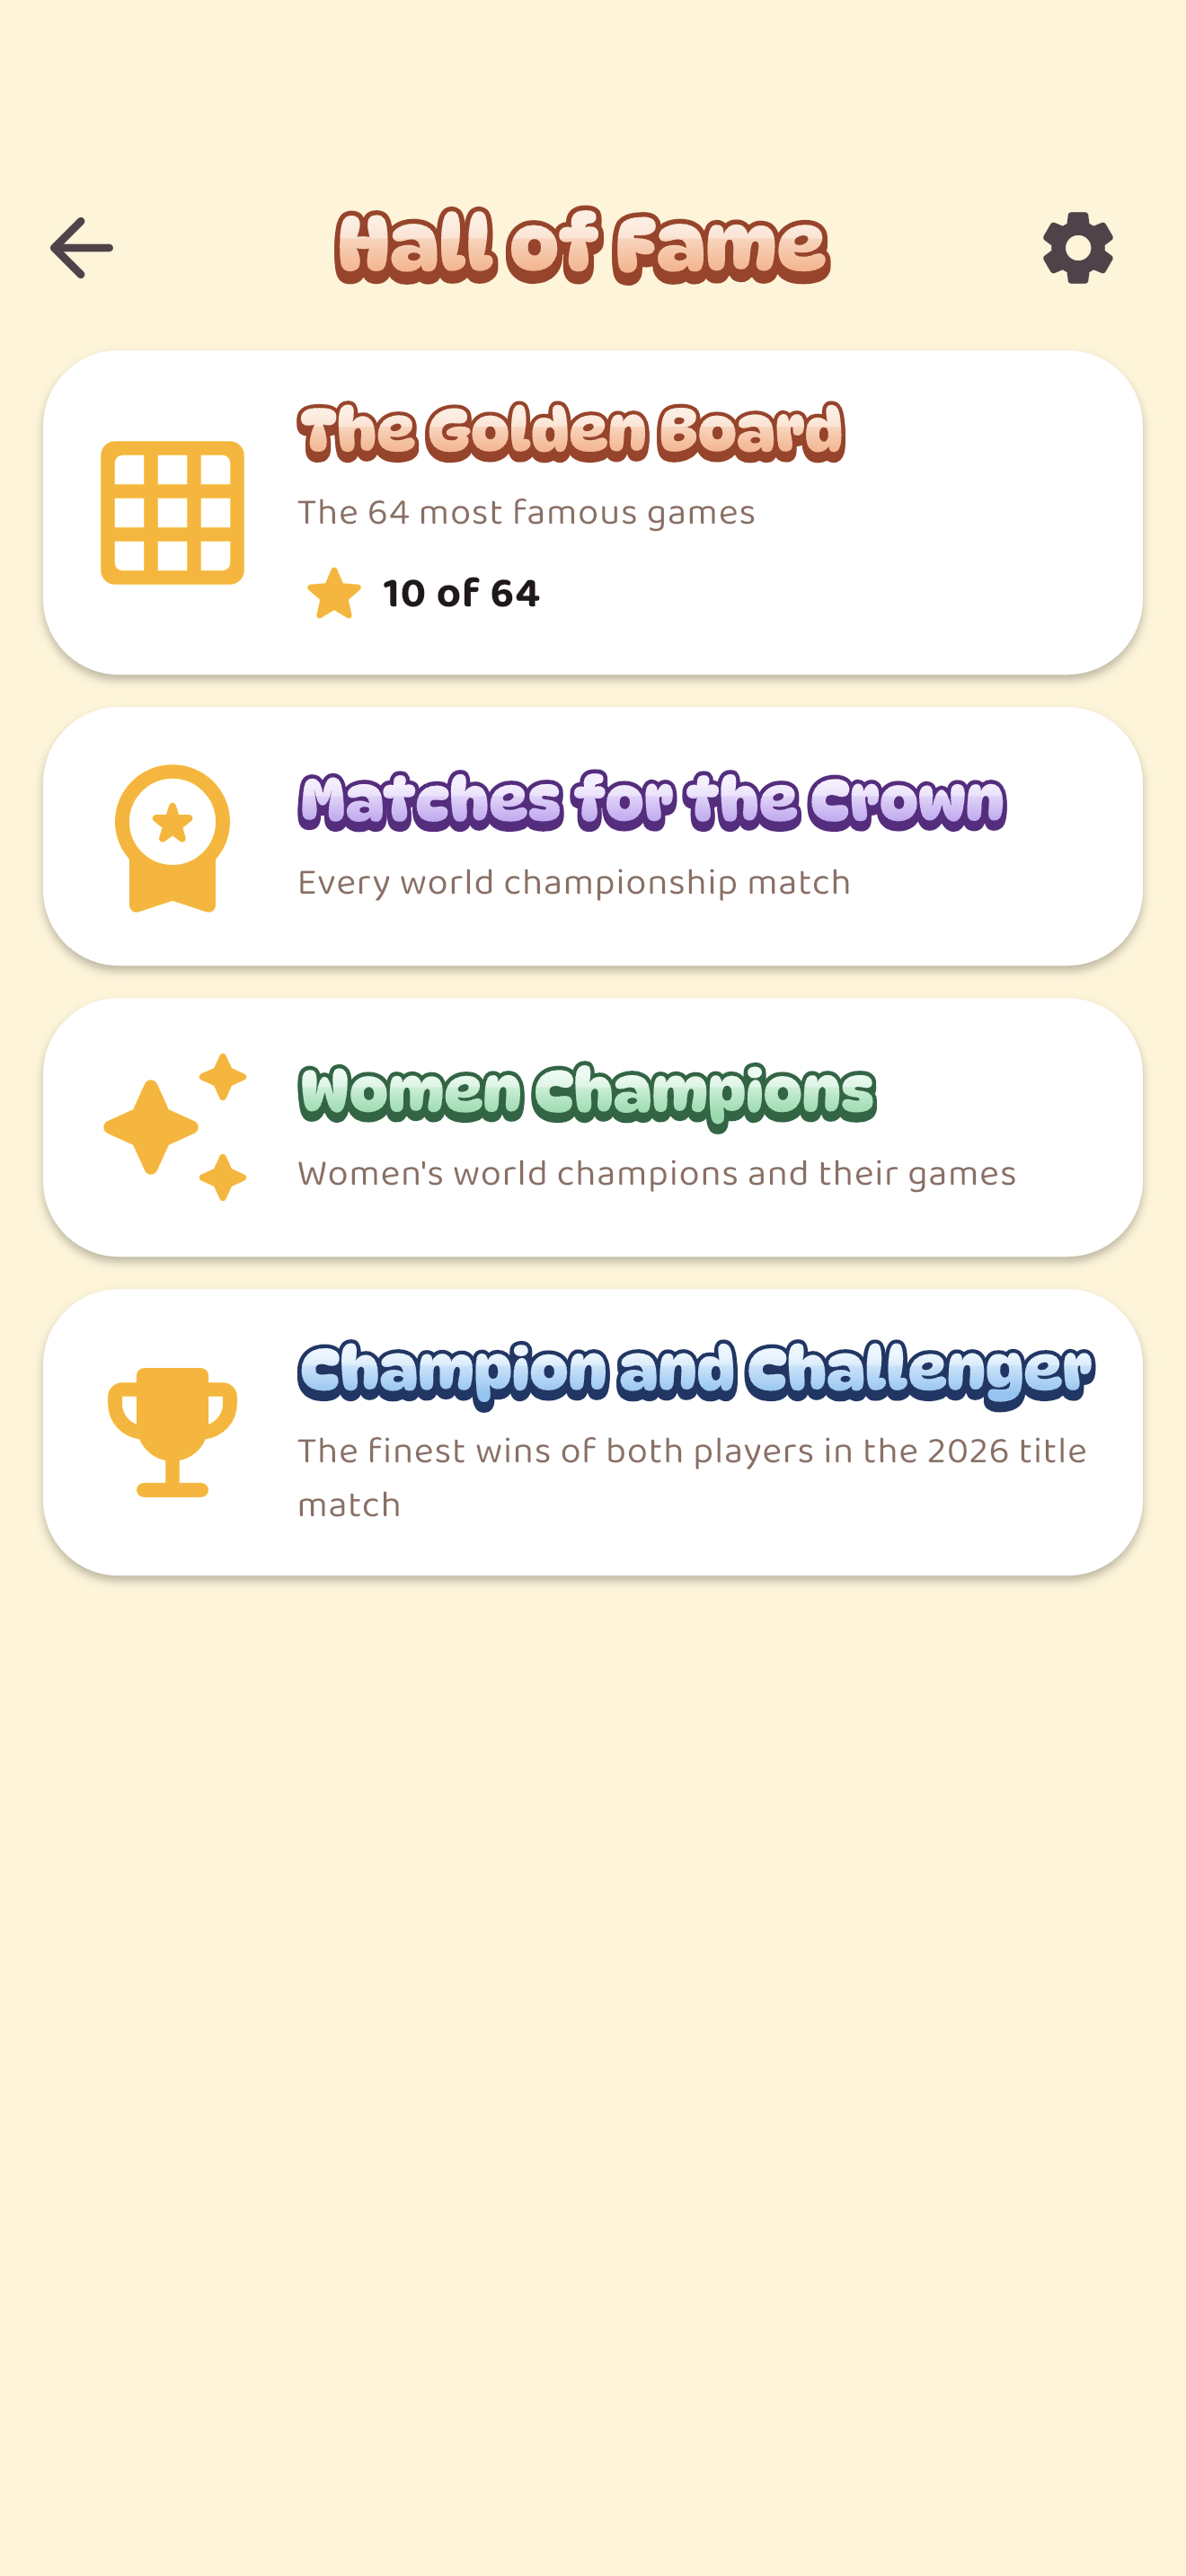 Hall of Fame
The Golden Board
The 64 most famous games
10 of 64
Matches for the Crown
Every world championship match
Women Champions
Women's world champions and their games
Champion and Challenger
The finest wins of both players in the 2026 title
match